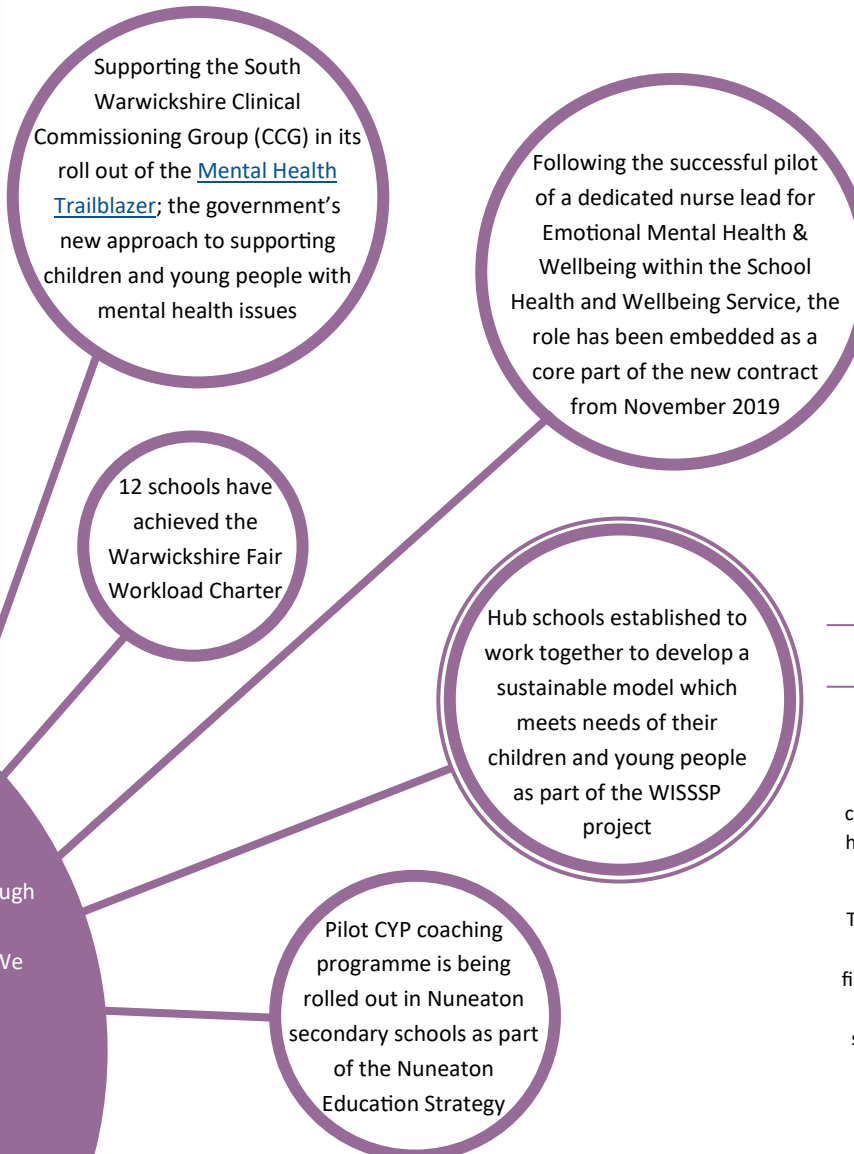 Supporting the South
Warwickshire Clinical
Commissioning Group (CCG) in its
roll out of the Mental Health
Trailblazer; the government’s
new approach to supporting
children and young people with
mental health issues
Following the successful pilot
of a dedicated nurse lead for
Emotional Mental Health &
Wellbeing within the School
Health and Wellbeing Service, the
role has been embedded as a
core part of the new contract
from November 2019
12 schools have
achieved the
Warwickshire Fair
Workload Charter
Hub schools established to
work together to develop a
sustainable model which
meets needs of their
children and young people
as part of the WISSSP
project
Pilot CYP coaching
programme is being
rolled out in Nuneaton
secondary schools as part
of the Nuneaton
Education Strategy
ugh
We
c
h
T
fi
s